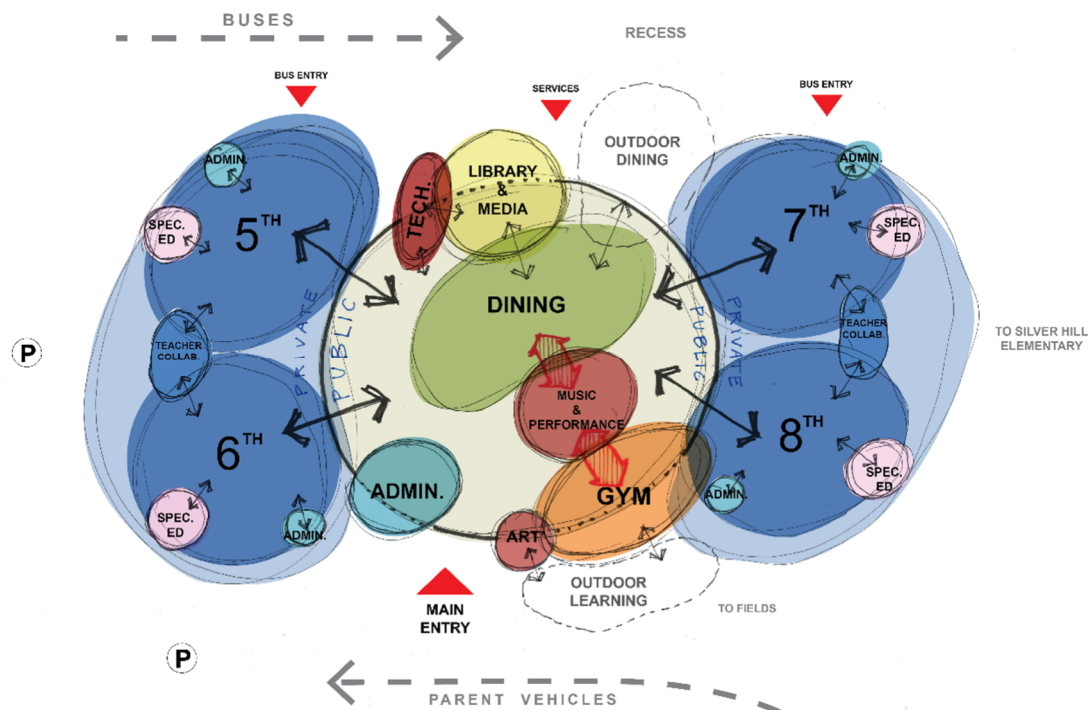 BUSES
RECESS
BUS ENTRY
SERVICES
BUS ENTRY
OUTDOOR
DINING
ADMIN.
TECH.
LIBRARY
&
MEDIA
ADMIN.
SPEC.
ED
5TH
7TH
SPEC.
ED
DINING
PRIVATE
PUBLIC
PUBLIC
PRIVATE
TEACHER
COLLAB.
TEACHER
COLLAB.
TO SILVER HILL
ELEMENTARY
P
MUSIC
&
PERFORMANCE
6TH
8TH
SPEC.
ED
ADMIN.
ADMIN.
GYM
ADMIN.
SPEC.
ED
ART
OUTDOOR
LEARNING
MAIN
ENTRY
TO FIELDS
P
PARENT VEHICLES